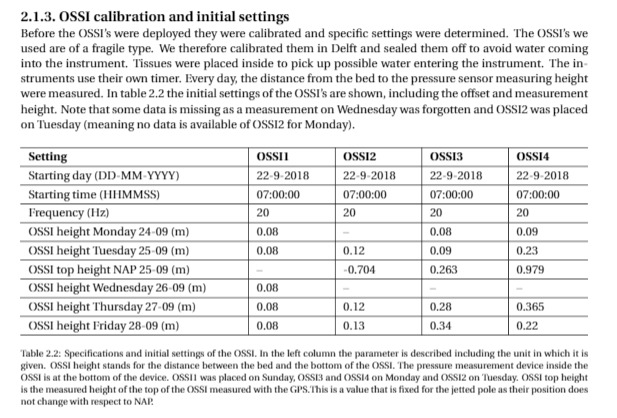 2.1.3. OSSI calibration and initial settings
Before the OSSI's were deployed they were calibrated and specific settings were determined. The OSSI's we
used are of a fragile type. We therefore calibrated them in Delft and sealed them off to avoid water coming
into the instrument. Tissues were placed inside to pick up possible water entering the instrument. The in-
struments use their own timer. Every day, the distance from the bed to the pressure sensor measuring height
were measured. In table 2.2 the initial settings of the OSSI's are shown, including the offset and measurement
height. Note that some data is missing as a measurement on Wednesday was forgotten and OSSI2 was placed
on Tuesday (meaning no data is available of OSSI2 for Monday).
Setting OSSI1 OSSI2 OSSI3 OSSI4
Starting day (DD-MM-YYYY) 22-9-2018 22-9-2018 22-9-2018 22-9-2018
Starting time (HHMMSS) 07:00:00 07:00:00 07:00:00 07:00:00
Frequency (Hz) 20 20 20 20
OSSI height Monday 24-09 (m) 0.08 - 0.08 0.09
OSSI height Tuesday 25-09 (m) 0.08 0.12 0.09 0.23
OSSI top height NAP 25-09 (m) - -0.704 0.263 0.979
OSSI height Wednesday 26-09 (m) 0.08 - - -
OSSI height Thursday 27-09 (m) 0.08 0.12 0.28 0.365
OSSI height Friday 28-09 (m) 0.08 0.13 0.34 0.22
Table 2.2: Specifications and initial settings of the OSSI. In the left column the parameter is described including the unit in which it is
given. OSSI height stands for the distance between the bed and the bottom of the OSSI. The pressure measurement device inside the
OSSI is at the bottom of the device. OSSI1 was placed on Sunday, OSSI3 and OSSI4 on Monday and OSSI2 on Tuesday. OSSI top height
is the measured height of the top of the OSSI measured with the GPS.This is a value that is fixed for the jetted pole as their position does
not change with respect to NAP.